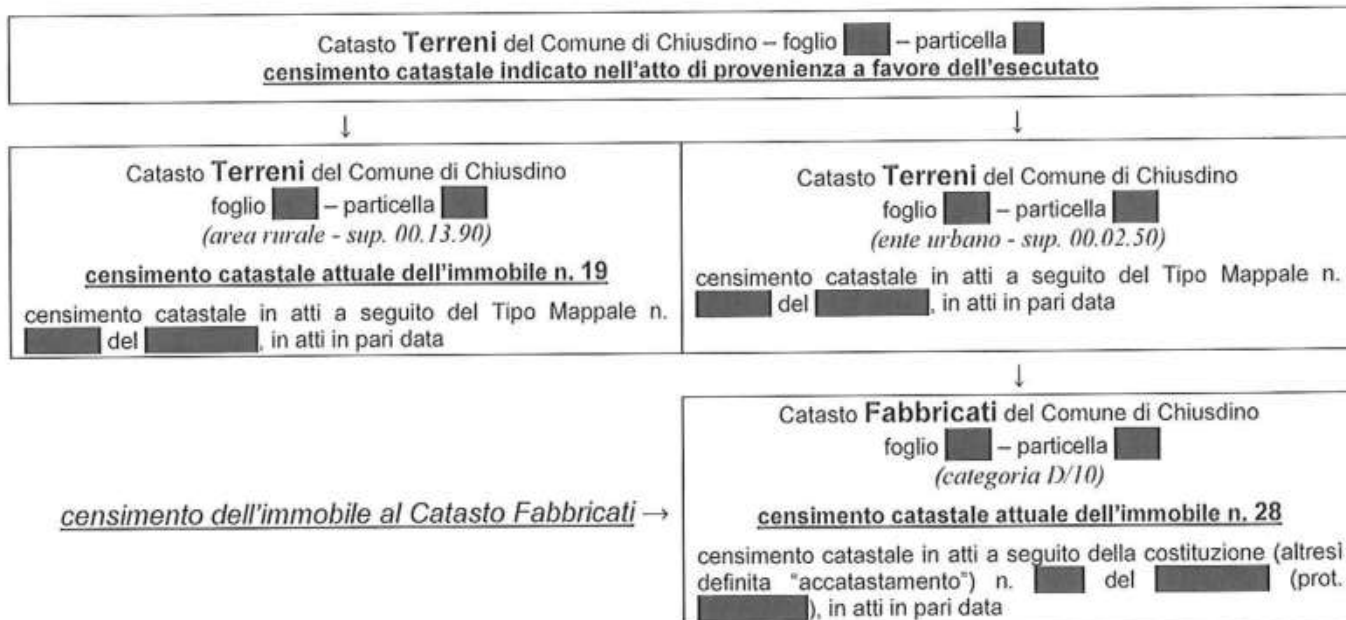 Catasto Terreni del Comune di Chiusdino – foglio – particella
censimento catastale indicato nell'atto di provenienza a favore dell'esecutato
↓
↓
Catasto Terreni del Comune di Chiusdino
foglio – particella
(area rurale - sup. 00.13.90)
censimento catastale attuale dell'immobile n. 19
censimento catastale in atti a seguito del Tipo Mappale n.
del , in atti in pari data
Catasto Terreni del Comune di Chiusdino
foglio – particella
(ente urbano - sup. 00.02.50)
censimento catastale in atti a seguito del Tipo Mappale n.
del , in atti in pari data
↓
censimento dell'immobile al Catasto Fabbricati →
Catasto Fabbricati del Comune di Chiusdino
foglio – particella
(categoria D/10)
censimento catastale attuale dell'immobile n. 28
censimento catastale in atti a seguito della costituzione (altresì
definita "accatastamento") n. del (prot.
), in atti in pari data